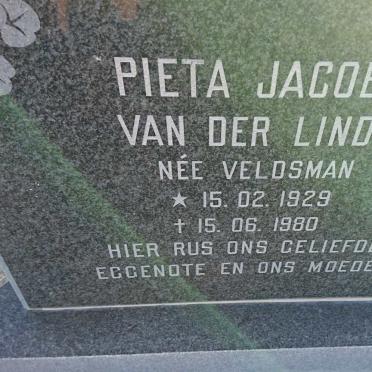 PIETA JACOB
VAN DER LIND
NÉE VELDSMAN
★ 15. 02. 1929
✝ 15. 06. 1980
HIER RUS ONS GELIEFD
EGGENOTE EN ONS MOEDE